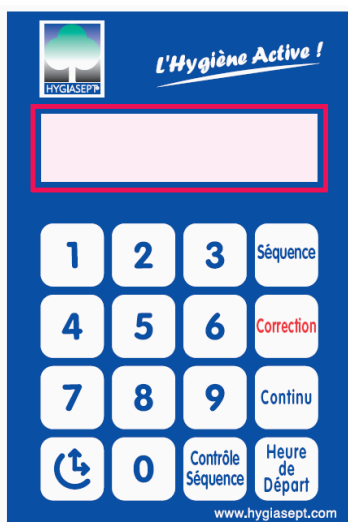 L'Hygiène Active !
HYGIASEPT
1 2 3 Séquence
4 5 6 Correction
7 8 9 Continu
0 Contrôle Séquence Heure de Départ
www.hygiasept.com